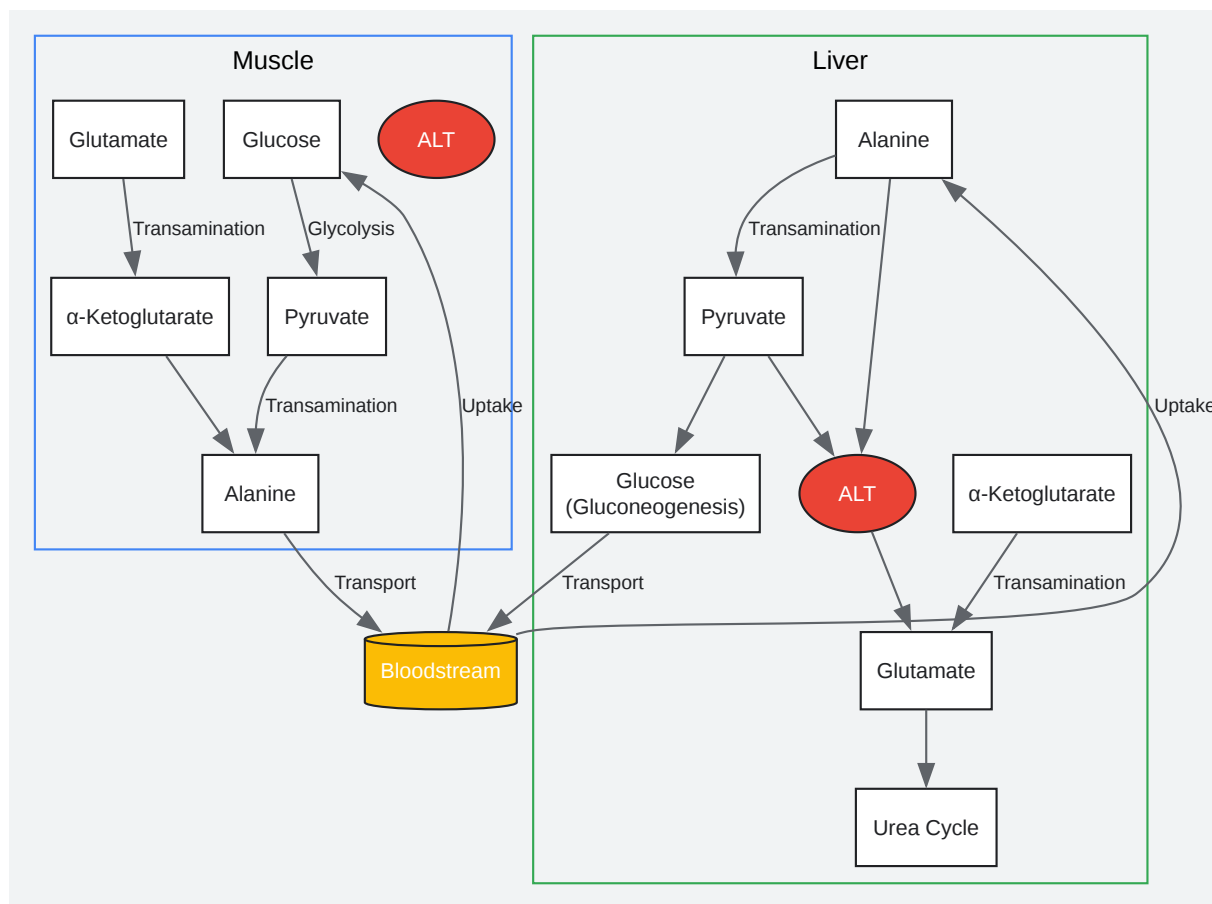 Muscle
Glutamate
Glucose
ALT
Transamination
Glycolysis
α-Ketoglutarate
Pyruvate
Transamination
Uptake
Alanine
Transport
Bloodstream
Liver
Alanine
Transamination
Pyruvate
Uptake
Glucose
(Gluconeogenesis)
ALT
α-Ketoglutarate
Transport
Transamination
Glutamate
Urea Cycle